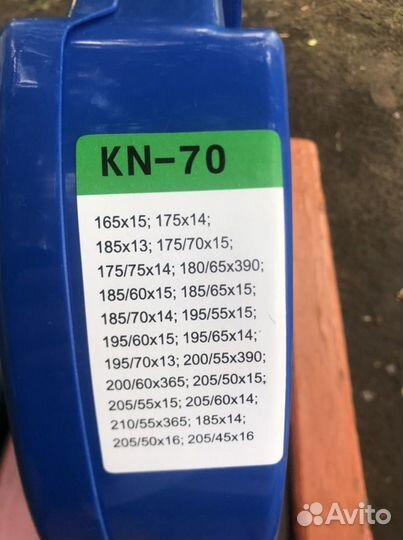 KN-70
165x15; 175x14;
185x13; 175/70x15;
175/75x14; 180/65x390;
185/60x15; 185/65x15;
185/70x14; 195/55x15;
195/60x15; 195/65x14;
195/70x13; 200/55x390;
200/60x365; 205/50x15;
205/55x15; 205/60x14;
210/55x365; 185x14;
205/50x16; 205/45x16
Avito